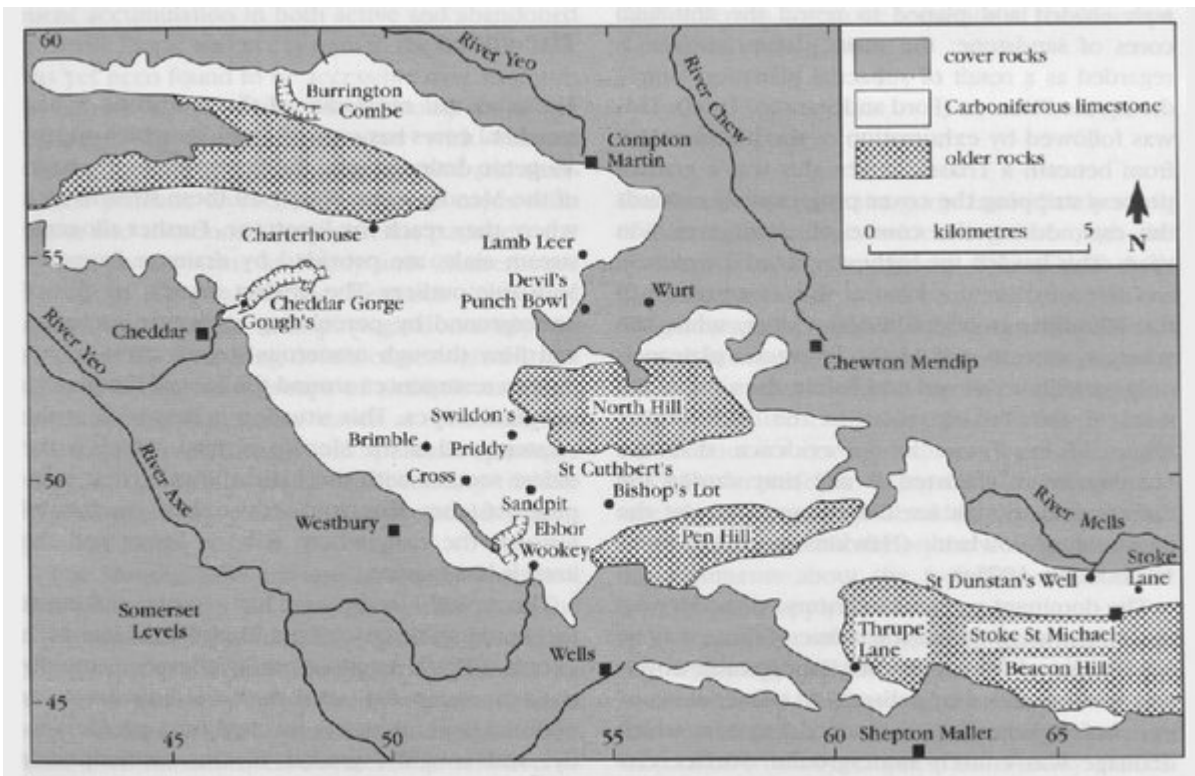 60
River Yeo
River Chew
cover rocks
Carboniferous limestone
older rocks
0 kilometres 5
N
Burrington
Combe
Compton
Martin
Charterhouse
55
Lamb Leer
Devil's
Punch Bowl
Wurt
Cheddar Gorge
Gough's
Cheddar
River Yeo
Chewton Mendip
North Hill
Swildon's
Brimble
Priddy
St Cuthbert's
Cross
50
Sandpit
Bishop's Lot
River Axe
Westbury
Ebbor
Wookey
Pen Hill
River Mells
Stoke
Lane
St Dunstan's Well
Somerset
Levels
Thrupe
Lane
Stoke St Michael
Beacon Hill
Wells
45
Shepton Mallet
45
50
55
60
65